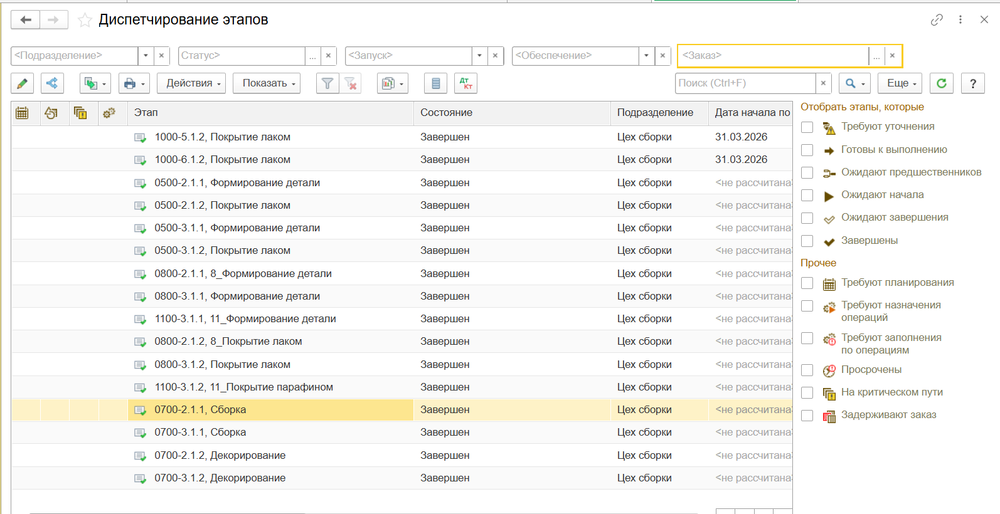 Диспетчирование этапов
<Подразделение>
Статус>
...
<Запуск>
<Обеспечение>
<Заказ>
...
Действия
Показать
Дт
Кт
Поиск (Ctrl+F)
Еще
?
Этап Состояние Подразделение Дата начала по
1000-5.1.2, Покрытие лаком Завершен Цех сборки 31.03.2026
1000-6.1.2, Покрытие лаком Завершен Цех сборки 31.03.2026
0500-2.1.1, Формирование детали Завершен Цех сборки <не рассчитана>
0500-2.1.2, Покрытие лаком Завершен Цех сборки <не рассчитана>
0500-3.1.1, Формирование детали Завершен Цех сборки <не рассчитана>
0500-3.1.2, Покрытие лаком Завершен Цех сборки <не рассчитана>
0800-2.1.1, 8_Формирование детали Завершен Цех сборки <не рассчитана>
0800-3.1.1, Формирование детали Завершен Цех сборки <не рассчитана>
1100-3.1.1, 11_Формирование детали Завершен Цех сборки <не рассчитана>
0800-2.1.2, 8_Покрытие лаком Завершен Цех сборки <не рассчитана>
0800-3.1.2, Покрытие лаком Завершен Цех сборки <не рассчитана>
1100-3.1.2, 11_Покрытие парафином Завершен Цех сборки <не рассчитана>
0700-2.1.1, Сборка Завершен Цех сборки <не рассчитана>
0700-3.1.1, Сборка Завершен Цех сборки <не рассчитана>
0700-2.1.2, Декорирование Завершен Цех сборки <не рассчитана>
0700-3.1.2, Декорирование Завершен Цех сборки <не рассчитана>
Отобрать этапы, которые
Требуют уточнения
Готовы к выполнению
Ожидают предшественников
Ожидают начала
Ожидают завершения
Завершены
Прочее
Требуют планирования
Требуют назначения
операций
Требуют заполнения
по операциям
Просрочены
На критическом пути
Задерживают заказ